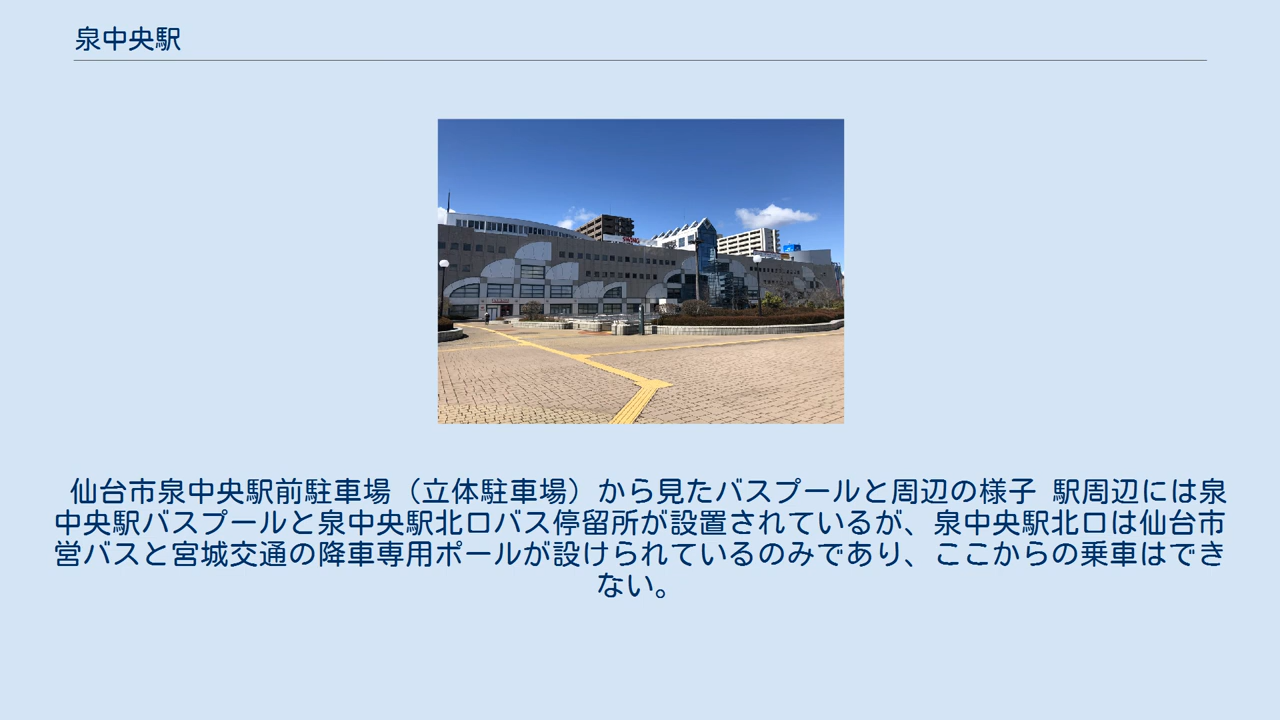 泉中央駅
仙台市泉中央駅前駐車場（立体駐車場）から見たバスプールと周辺の様子 駅周辺には泉
中央駅バスプールと泉中央駅北口バス停留所が設置されているが、泉中央駅北口は仙台市
営バスと宮城交通の降車専用ポールが設けられているのみであり、ここからの乗車はでき
ない。